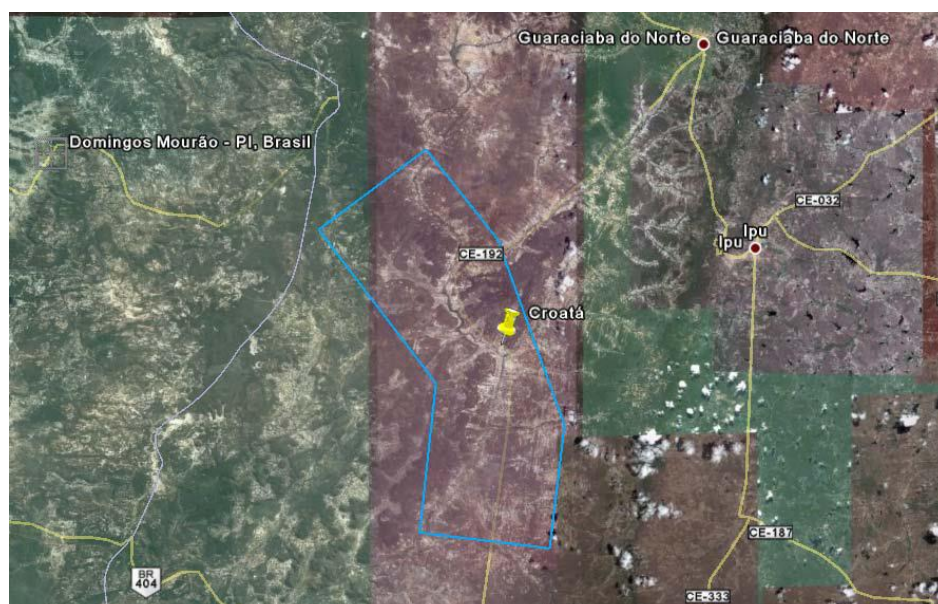 Guaraciaba do Norte
Guaraciaba do Norte
Domingos Mourão - PI, Brasil
CE-032
Ipu
Ipu
CE-192
Croatá
CE-187
BR
404
CE-333